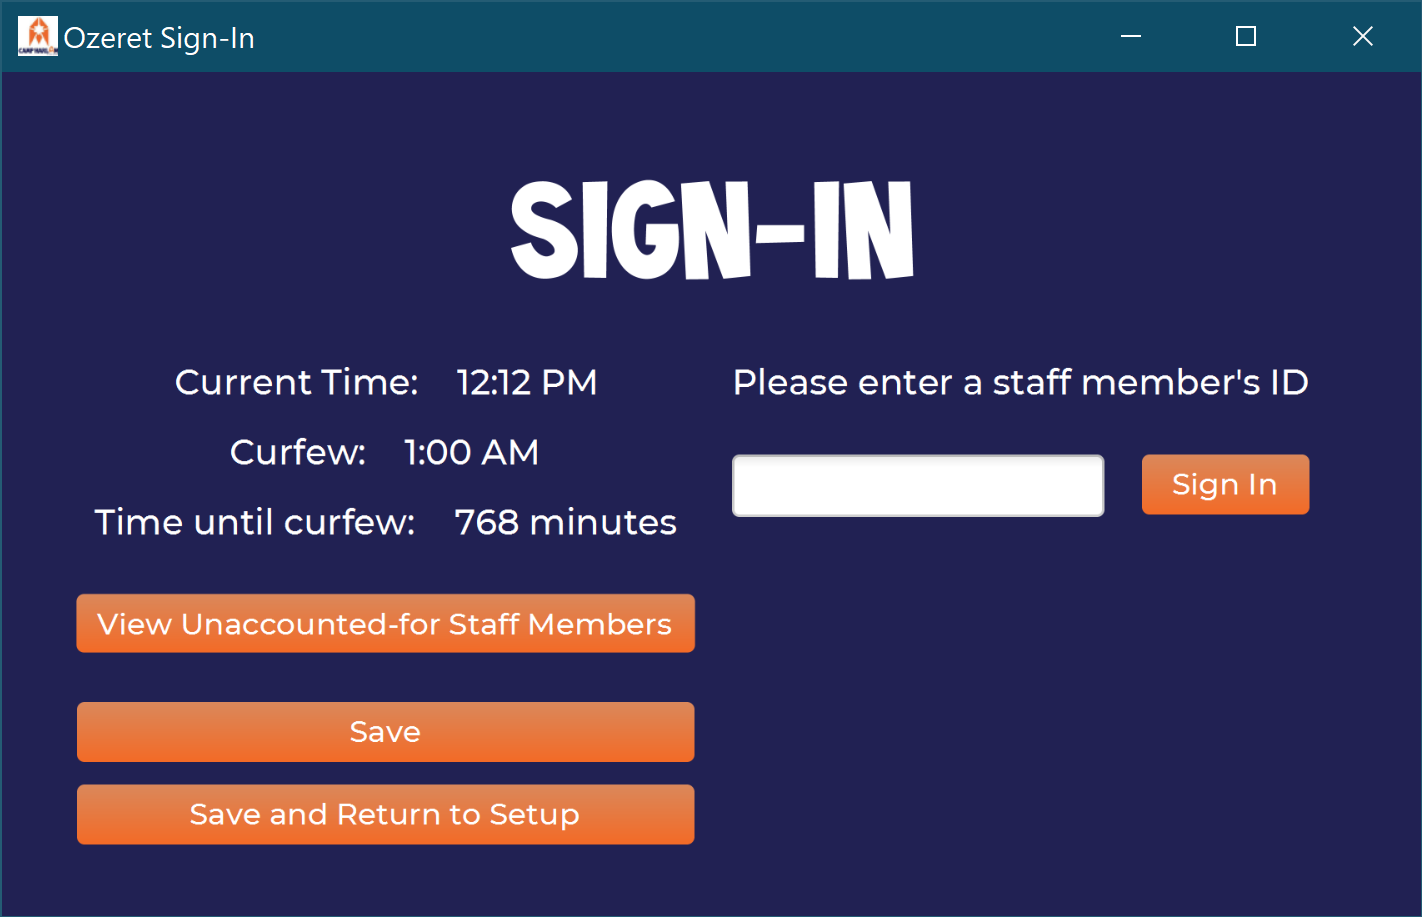 Ozeret Sign-In
SIGN-IN
Current Time: 12:12 PM
Curfew: 1:00 AM
Time until curfew: 768 minutes
View Unaccounted-for Staff Members
Save
Save and Return to Setup
Please enter a staff member's ID
Sign In